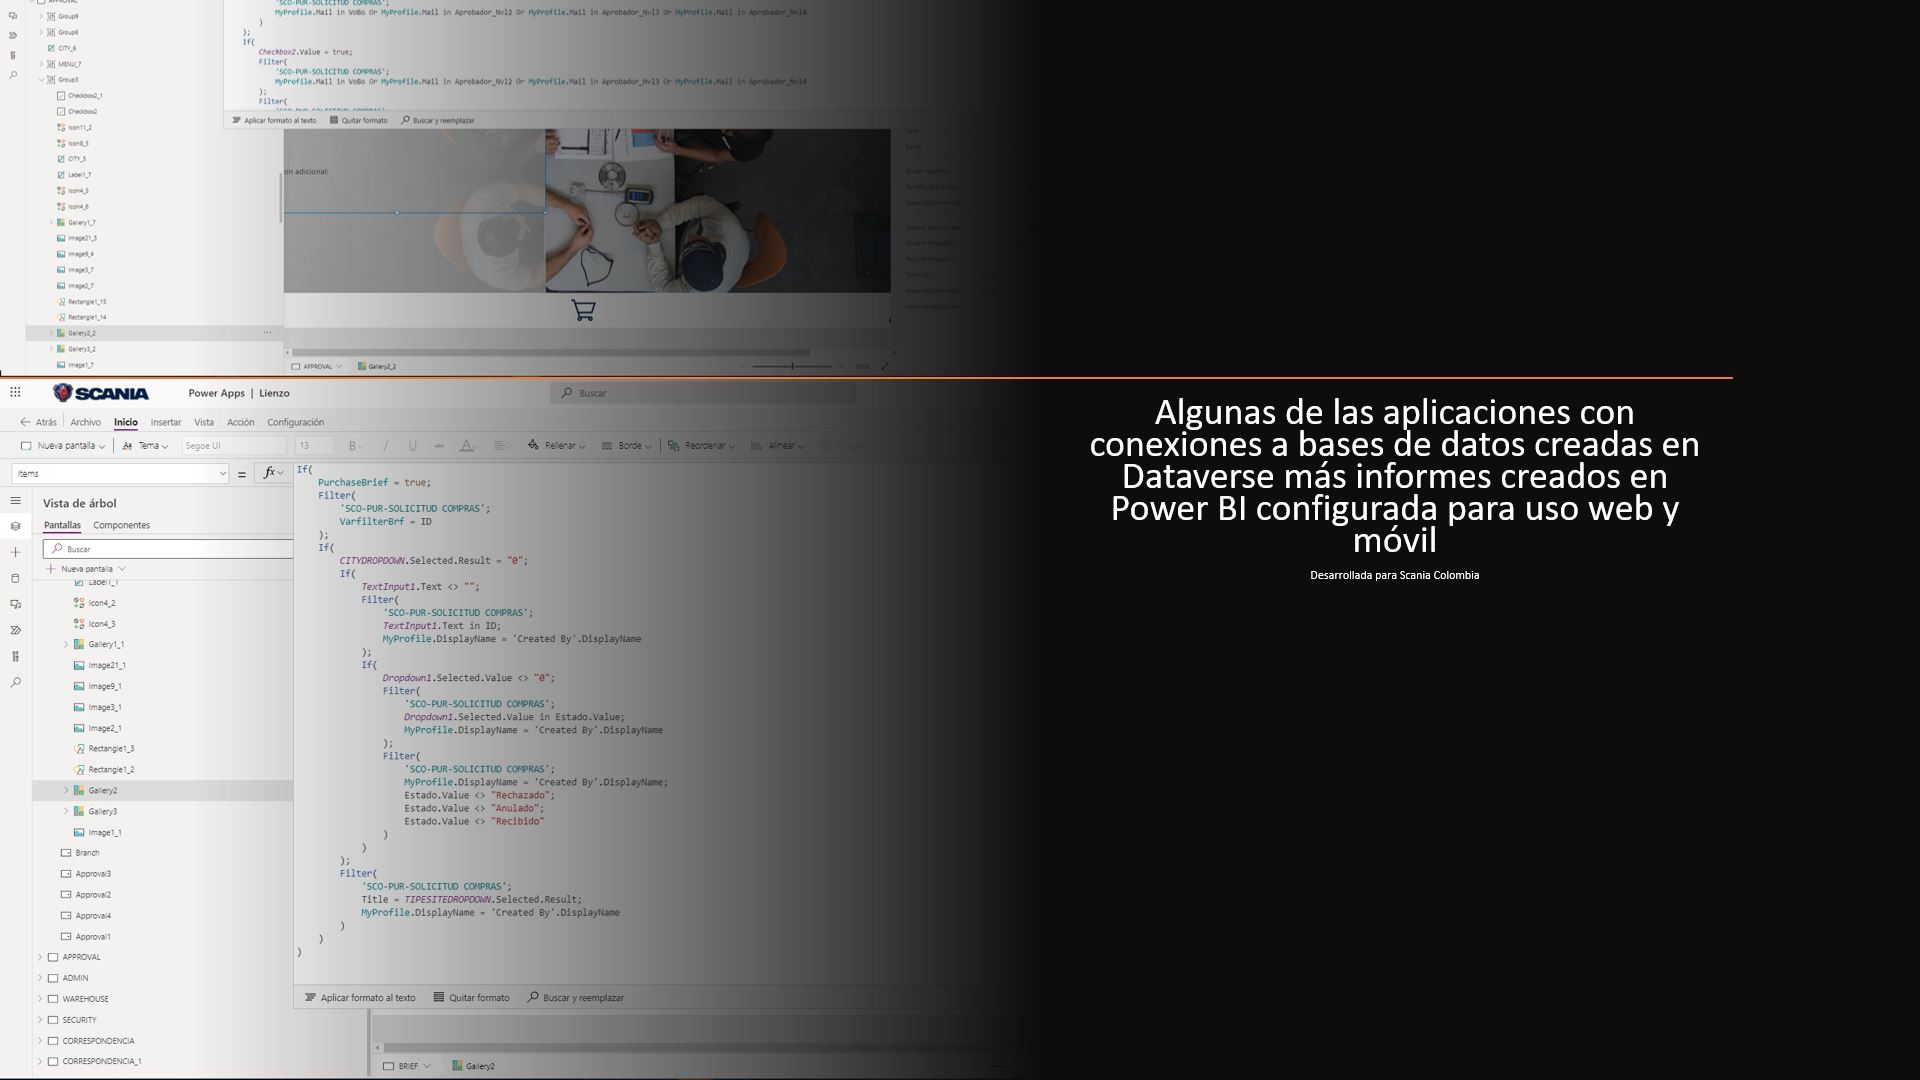 APPROVAL
Group9
Group6
CITY_6
MENU_7
Group3
Checkbox2_1
Checkbox2
Icon11_2
Icon8_3
CITY_5
Label1_7
Icon4_5
Icon4_6
Gallery1_7
Image21_3
Image9_4
Image3_7
Image2_7
Rectangle1_15
Rectangle1_14
Gallery2_2
Gallery3_2
Image1_7
'SCO-PUR-SOLICITUD COMPRAS';
MyProfile.Mail in VoBo Or MyProfile.Mail in Aprobador_Nvl2 Or MyProfile.Mail in Aprobador_Nvl3 Or MyProfile.Mail in Aprobador_Nvl4
)
);
If(
Checkbox2.Value = true;
Filter(
'SCO-PUR-SOLICITUD COMPRAS';
MyProfile.Mail in VoBo Or MyProfile.Mail in Aprobador_Nvl2 Or MyProfile.Mail in Aprobador_Nvl3 Or MyProfile.Mail in Aprobador_Nvl4
);
Filter(
Aplicar formato al texto Quitar formato Buscar y reemplazar
on adicional:
APPROVAL Gallery2_2
SCANIA Power Apps | Lienzo Buscar
Atrás Archivo Inicio Insertar Vista Acción Configuración
Nueva pantalla Tema Segoe UI 13 B / U abc A Rellenar Borde Reordenar Alinear
Items = fx
Vista de árbol
Pantallas Componentes
Buscar
Nueva pantalla
Label1_1
Icon4_2
Icon4_3
Gallery1_1
Image21_1
Image9_1
Image3_1
Image2_1
Rectangle1_3
Rectangle1_2
Gallery2
Gallery3
Image1_1
Branch
Approval3
Approval2
Approval4
Approval1
APPROVAL
ADMIN
WAREHOUSE
SECURITY
CORRESPONDENCIA
CORRESPONDENCIA_1
If(
PurchaseBrief = true;
Filter(
'SCO-PUR-SOLICITUD COMPRAS';
VarfilterBrf = ID
);
If(
CITYDROPDOWN.Selected.Result = "0";
If(
TextInput1.Text <> "";
Filter(
'SCO-PUR-SOLICITUD COMPRAS';
TextInput1.Text in ID;
MyProfile.DisplayName = 'Created By'.DisplayName
);
If(
Dropdown1.Selected.Value <> "0";
Filter(
'SCO-PUR-SOLICITUD COMPRAS';
Dropdown1.Selected.Value in Estado.Value;
MyProfile.DisplayName = 'Created By'.DisplayName
);
Filter(
'SCO-PUR-SOLICITUD COMPRAS';
MyProfile.DisplayName = 'Created By'.DisplayName;
Estado.Value <> "Rechazado";
Estado.Value <> "Anulado";
Estado.Value <> "Recibido"
)
)
);
Filter(
'SCO-PUR-SOLICITUD COMPRAS';
Title = TIPESITEDROPDOWN.Selected.Result;
MyProfile.DisplayName = 'Created By'.DisplayName
)
)
)
Aplicar formato al texto Quitar formato Buscar y reemplazar
BRIEF Gallery2
Algunas de las aplicaciones con
conexiones a bases de datos creadas en
Dataverse más informes creados en
Power BI configurada para uso web y
móvil
Desarrollada para Scania Colombia